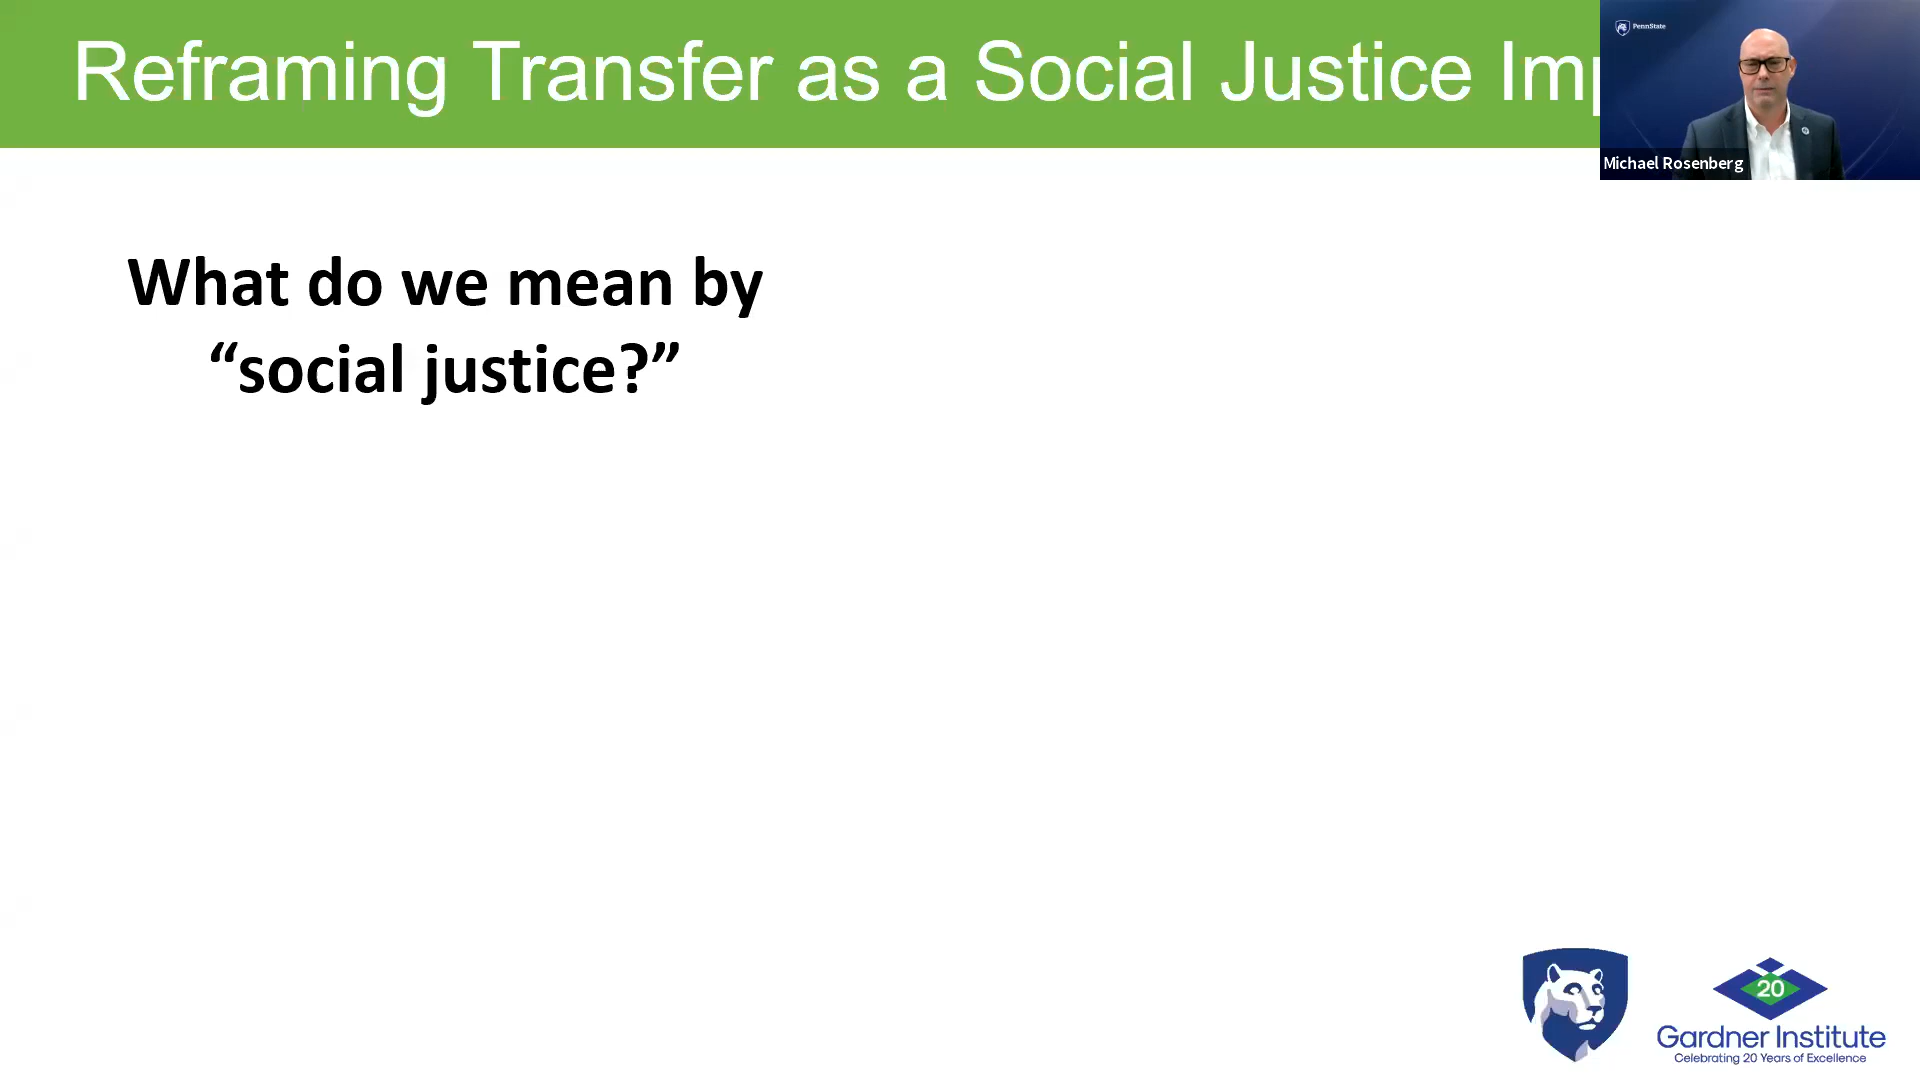 Reframing Transfer as a Social Justice Imp
PennState
Michael Rosenberg
What do we mean by
“social justice?”
20
Gardner Institute
Celebrating 20 Years of Excellence